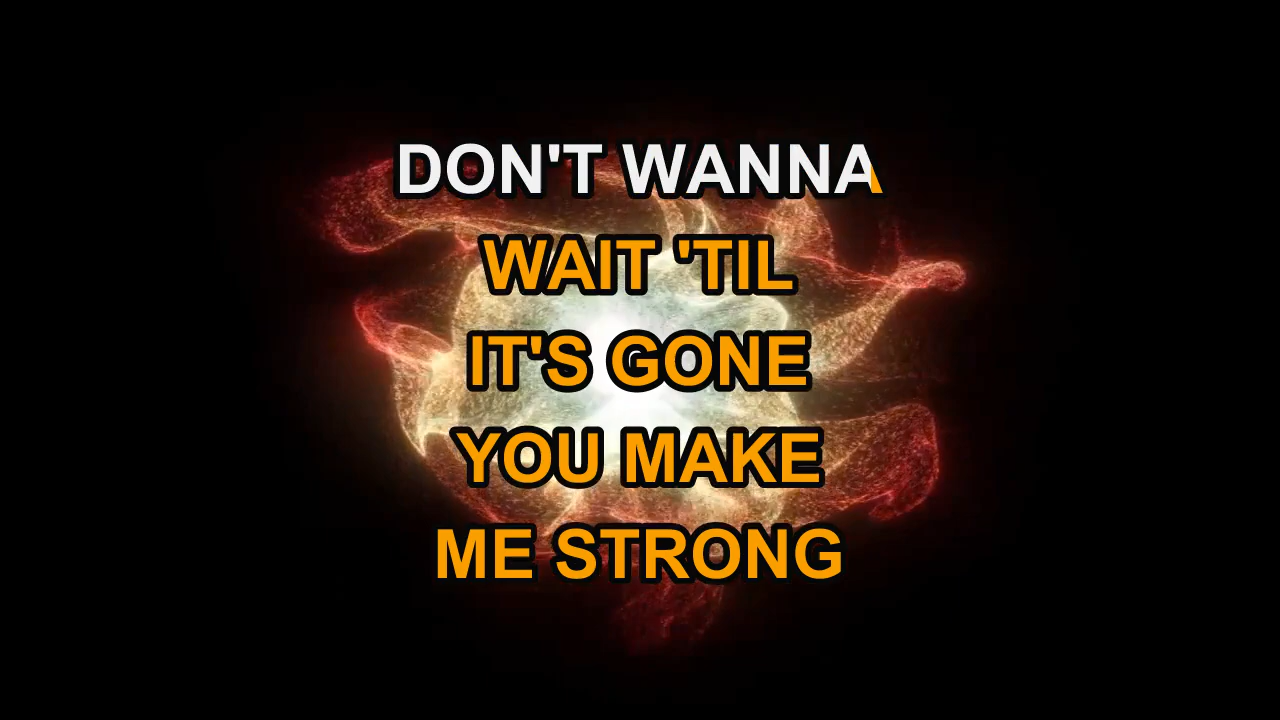 DON'T WANNA
WAIT 'TIL
IT'S GONE
YOU MAKE
ME STRONG